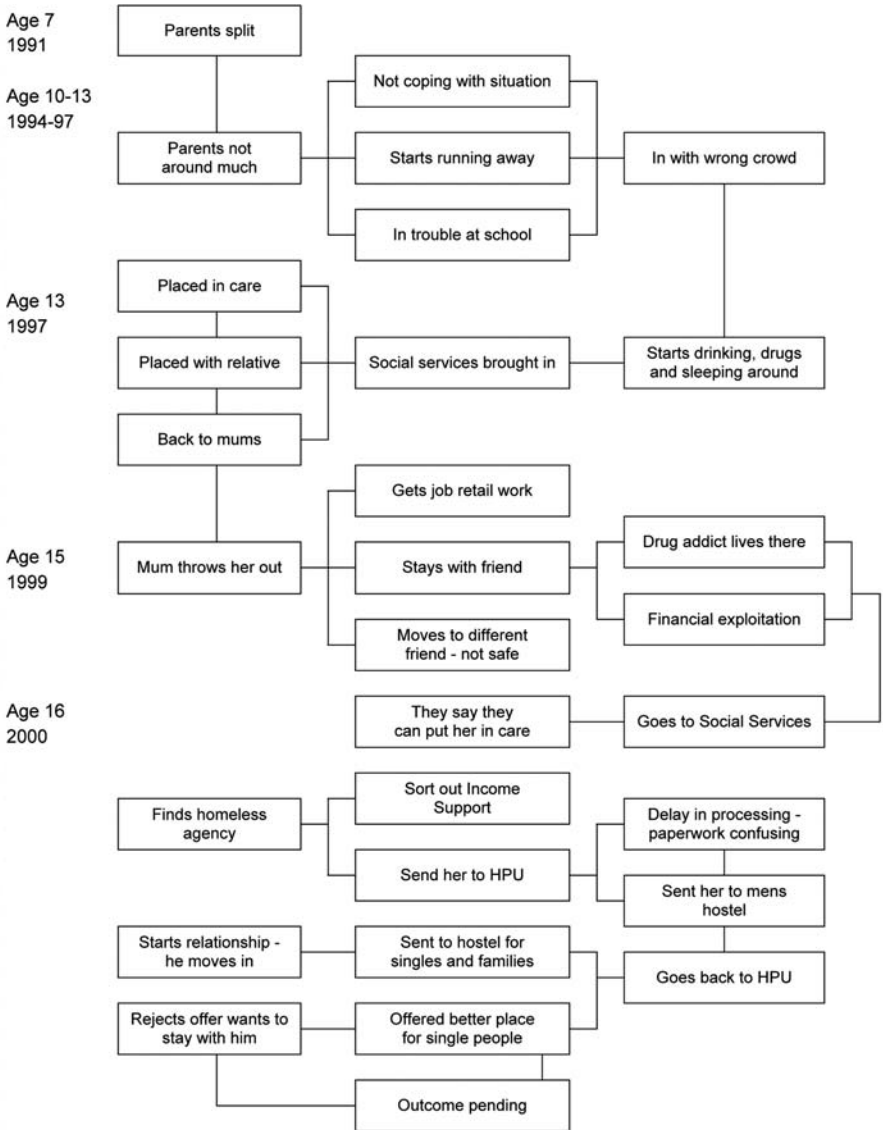 Age 7
1991
Parents split
Not coping with situation
Age 10-13
1994-97
Parents not
around much
Starts running away
In with wrong crowd
In trouble at school
Placed in care
Age 13
1997
Placed with relative
Social services brought in
Starts drinking, drugs
and sleeping around
Back to mums
Gets job retail work
Age 15
1999
Mum throws her out
Stays with friend
Drug addict lives there
Financial exploitation
Moves to different
friend - not safe
Age 16
2000
They say they
can put her in care
Goes to Social Services
Finds homeless
agency
Sort out Income
Support
Delay in processing -
paperwork confusing
Send her to HPU
Sent her to mens
hostel
Starts relationship -
he moves in
Sent to hostel for
singles and families
Goes back to HPU
Rejects offer wants to
stay with him
Offered better place
for single people
Outcome pending